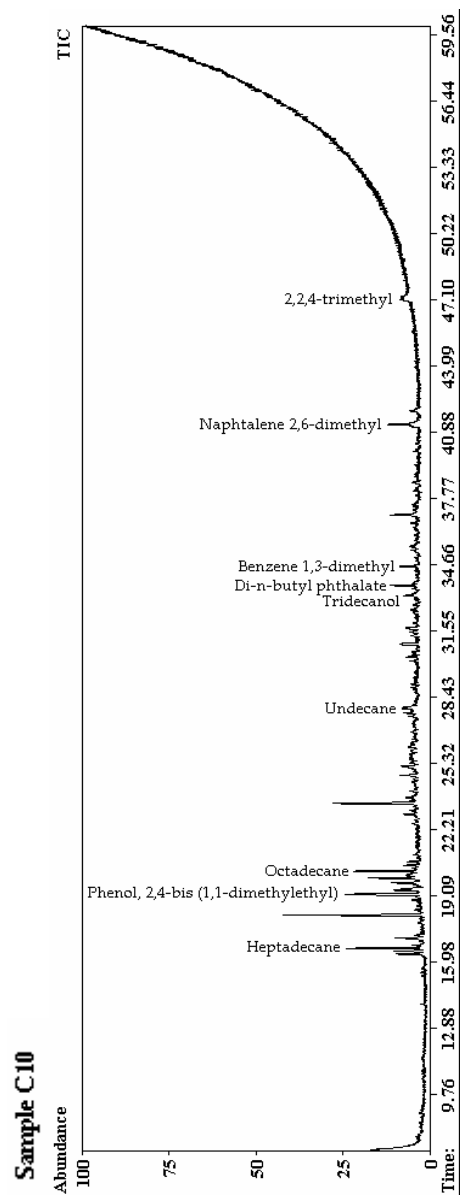 Sample C10
Abundance
TIC
100
75
50
25
0
Heptadecane
Phenol, 2,4-bis (1,1-dimethylethyl)
Octadecane
Undecane
Tridecanol
Di-n-butyl phthalate
Benzene 1,3-dimethyl
Naphtalene 2,6-dimethyl
2,2,4-trimethyl
Time: 9.76 12.88 15.98 19.09 22.21 25.32 28.43 31.55 34.66 37.77 40.88 43.99 47.10 50.22 53.33 56.44 59.56